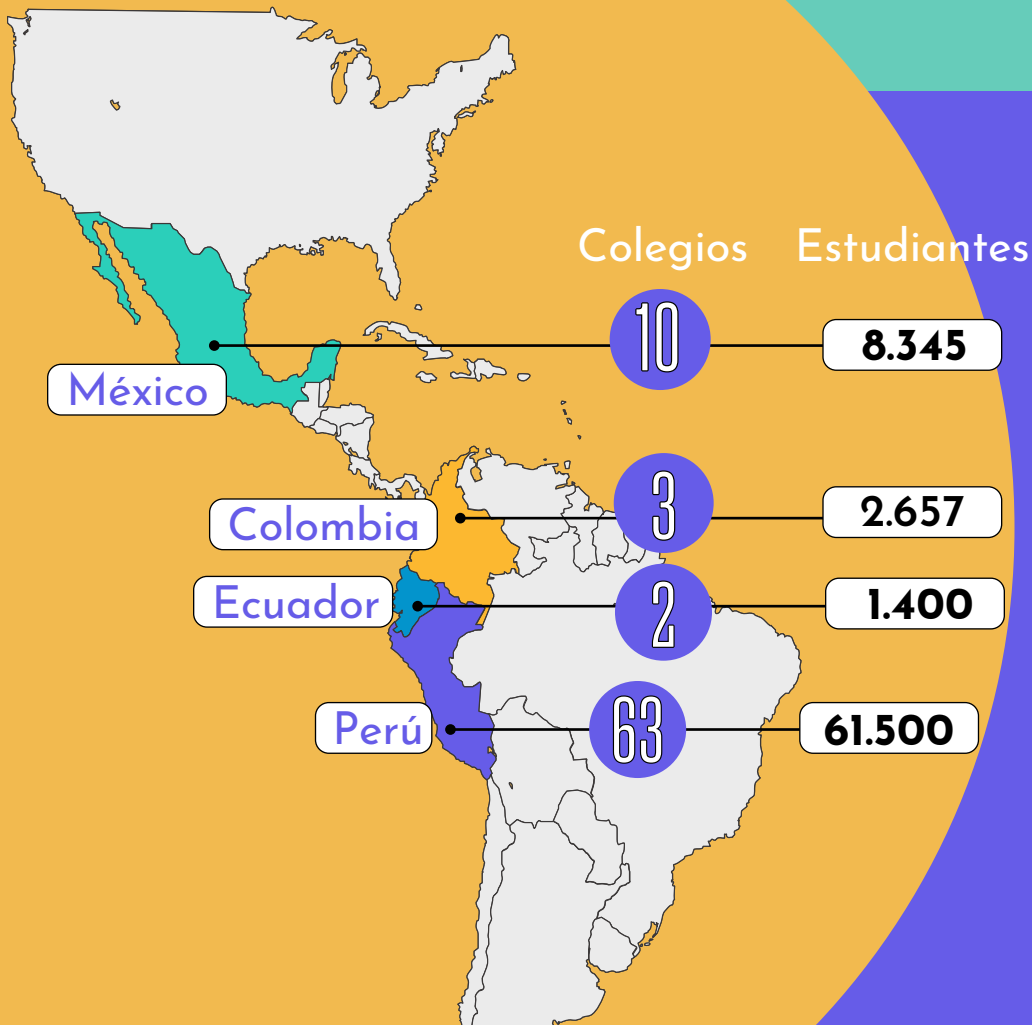 Colegios Estudiantes
México 10 8.345
Colombia 3 2.657
Ecuador 2 1.400
Perú 63 61.500